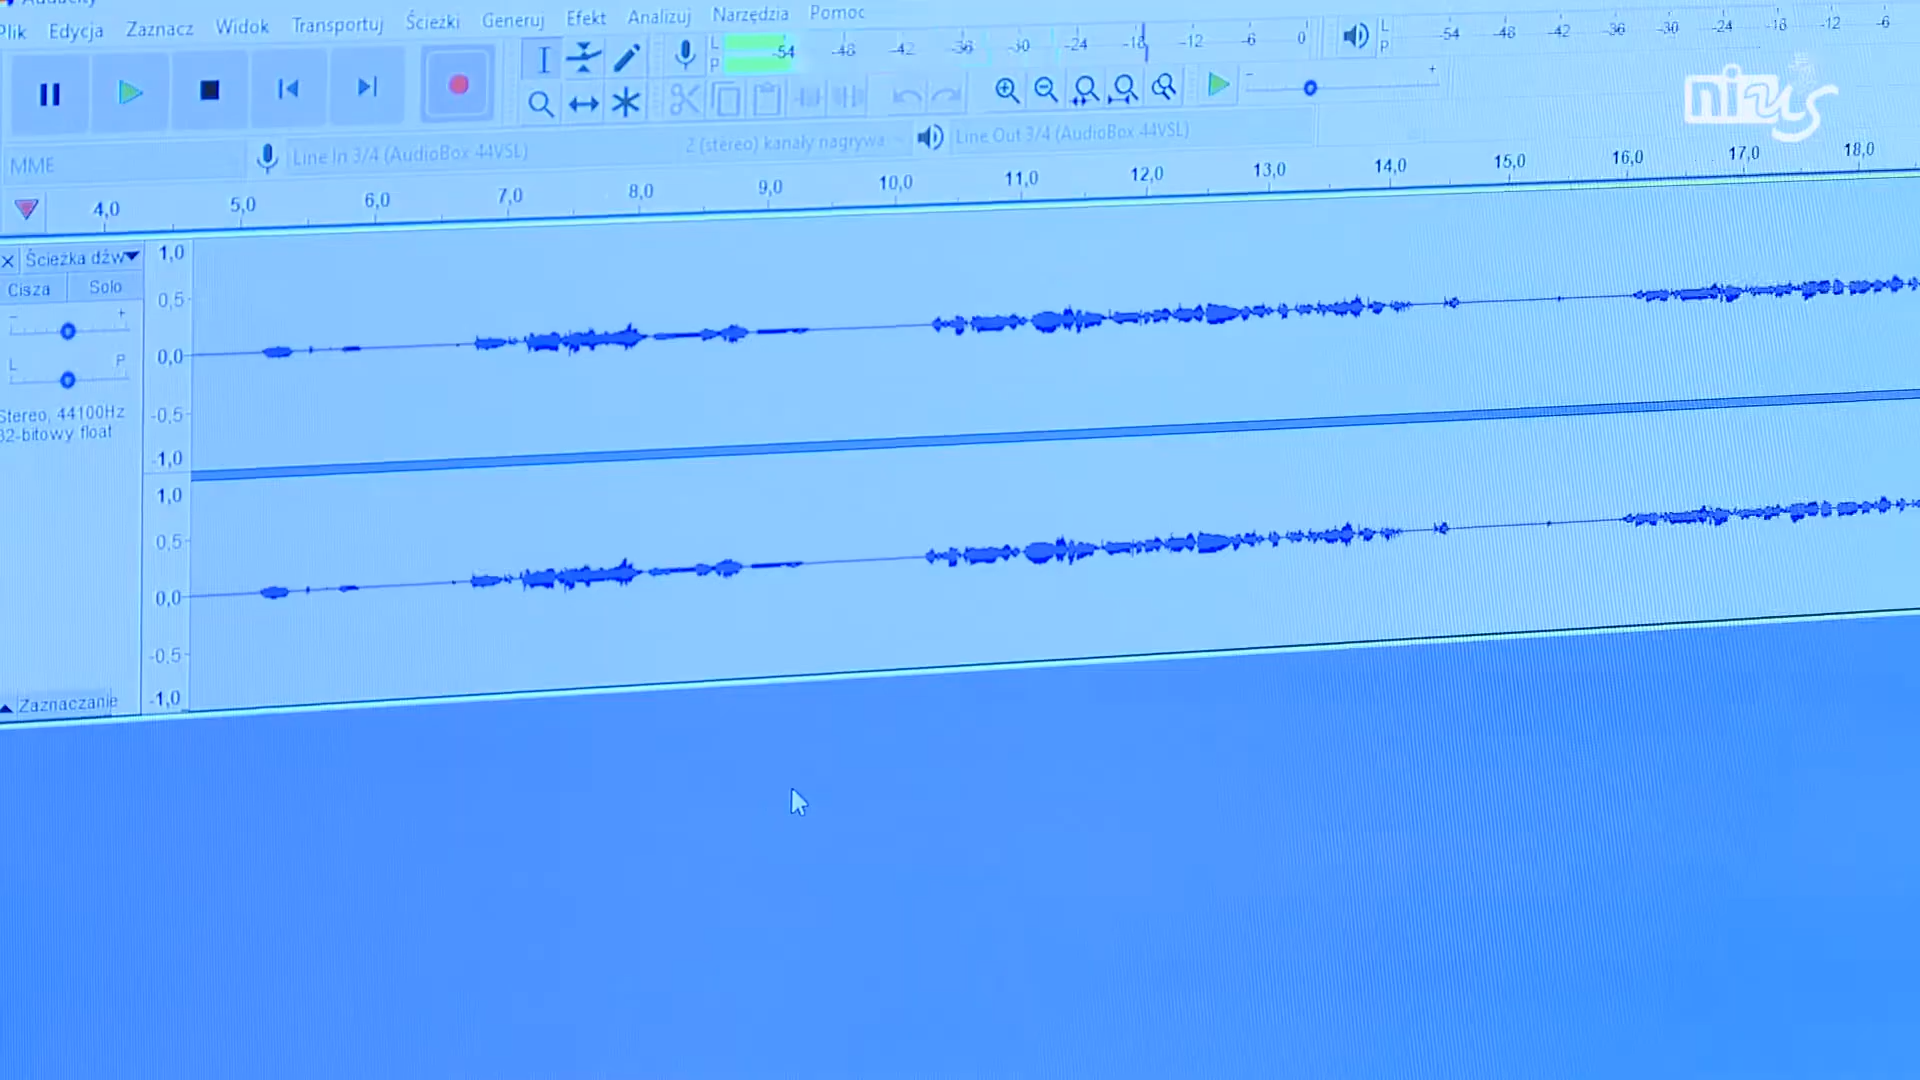 Audacity
Plik Edycja Zaznacz Widok Transportuj Ścieżki Generuj Efekt Analizuj Narzędzia Pomoc
L
P
-54 -48 -42 -36 -30 -24 -18 -12 -6 0
L
P
-54 -48 -42 -36 -30 -24 -18 -12 -6
MME
Line In 3/4 (AudioBox 44VSL)
2 (stereo) kanały nagrywa
Line Out 3/4 (AudioBox 44VSL)
4,0 5,0 6,0 7,0 8,0 9,0 10,0 11,0 12,0 13,0 14,0 15,0 16,0 17,0 18,0
Ścieżka dźw
Cisza Solo
- +
L P
Stereo, 44100Hz
32-bitowy float
Zaznaczanie
1,0
0,5
0,0
-0,5
-1,0
1,0
0,5
0,0
-0,5
-1,0